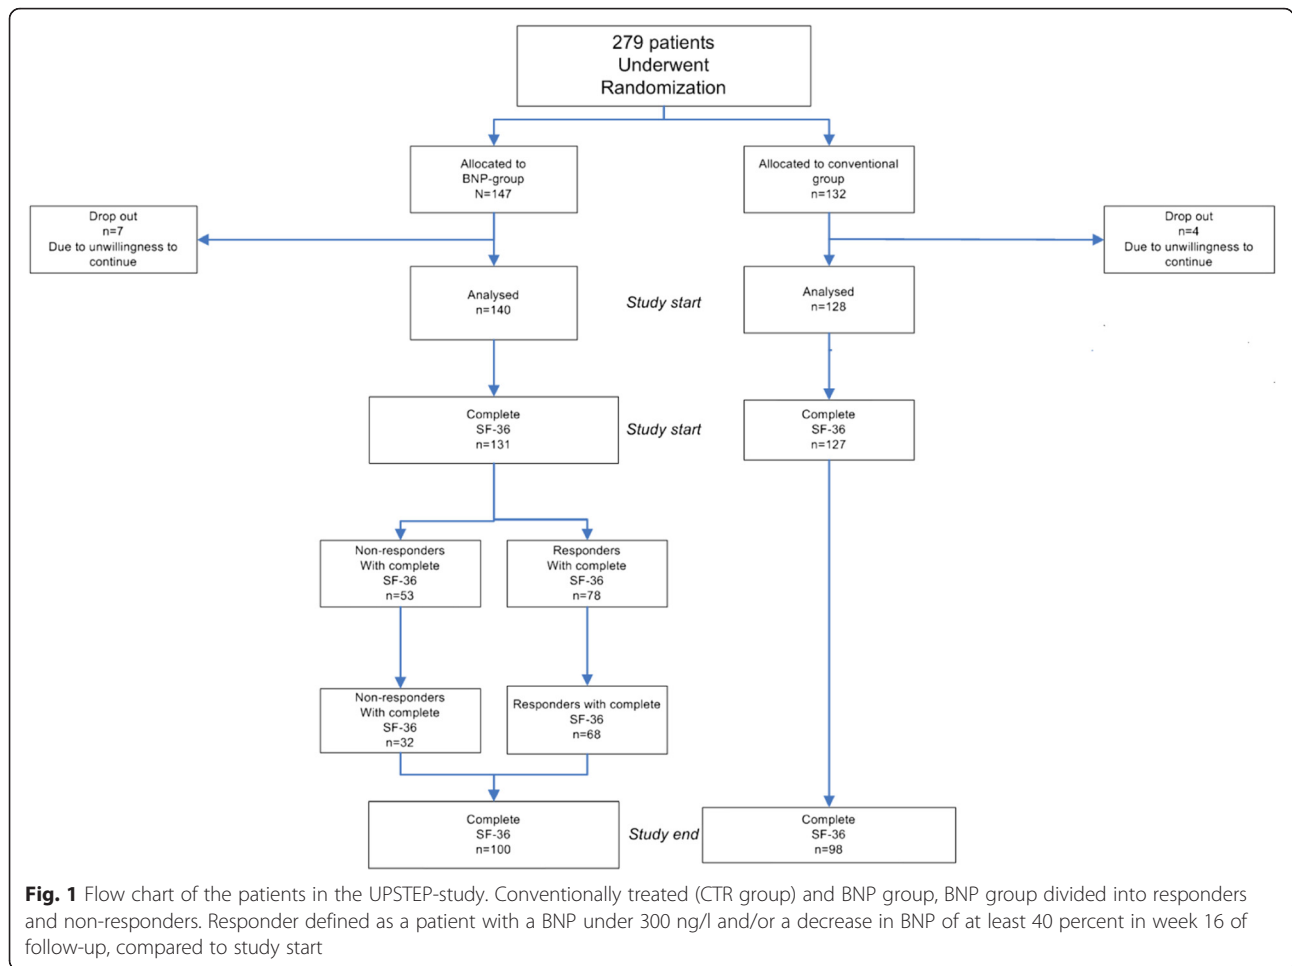 279 patients
Underwent
Randomization
Allocated to
BNP-group
N=147
Allocated to conventional
group
n=132
Drop out
n=7
Due to unwillingness to
continue
Drop out
n=4
Due to unwillingness to
continue
Analysed
n=140
Study start
Analysed
n=128
Complete
SF-36
n=131
Study start
Complete
SF-36
n=127
Non-responders
With complete
SF-36
n=53
Responders
With complete
SF-36
n=78
Non-responders
With complete
SF-36
n=32
Responders with complete
SF-36
n=68
Complete
SF-36
n=100
Study end
Complete
SF-36
n=98
Fig. 1 Flow chart of the patients in the UPSTEP-study. Conventionally treated (CTR group) and BNP group, BNP group divided into responders
and non-responders. Responder defined as a patient with a BNP under 300 ng/l and/or a decrease in BNP of at least 40 percent in week 16 of
follow-up, compared to study start